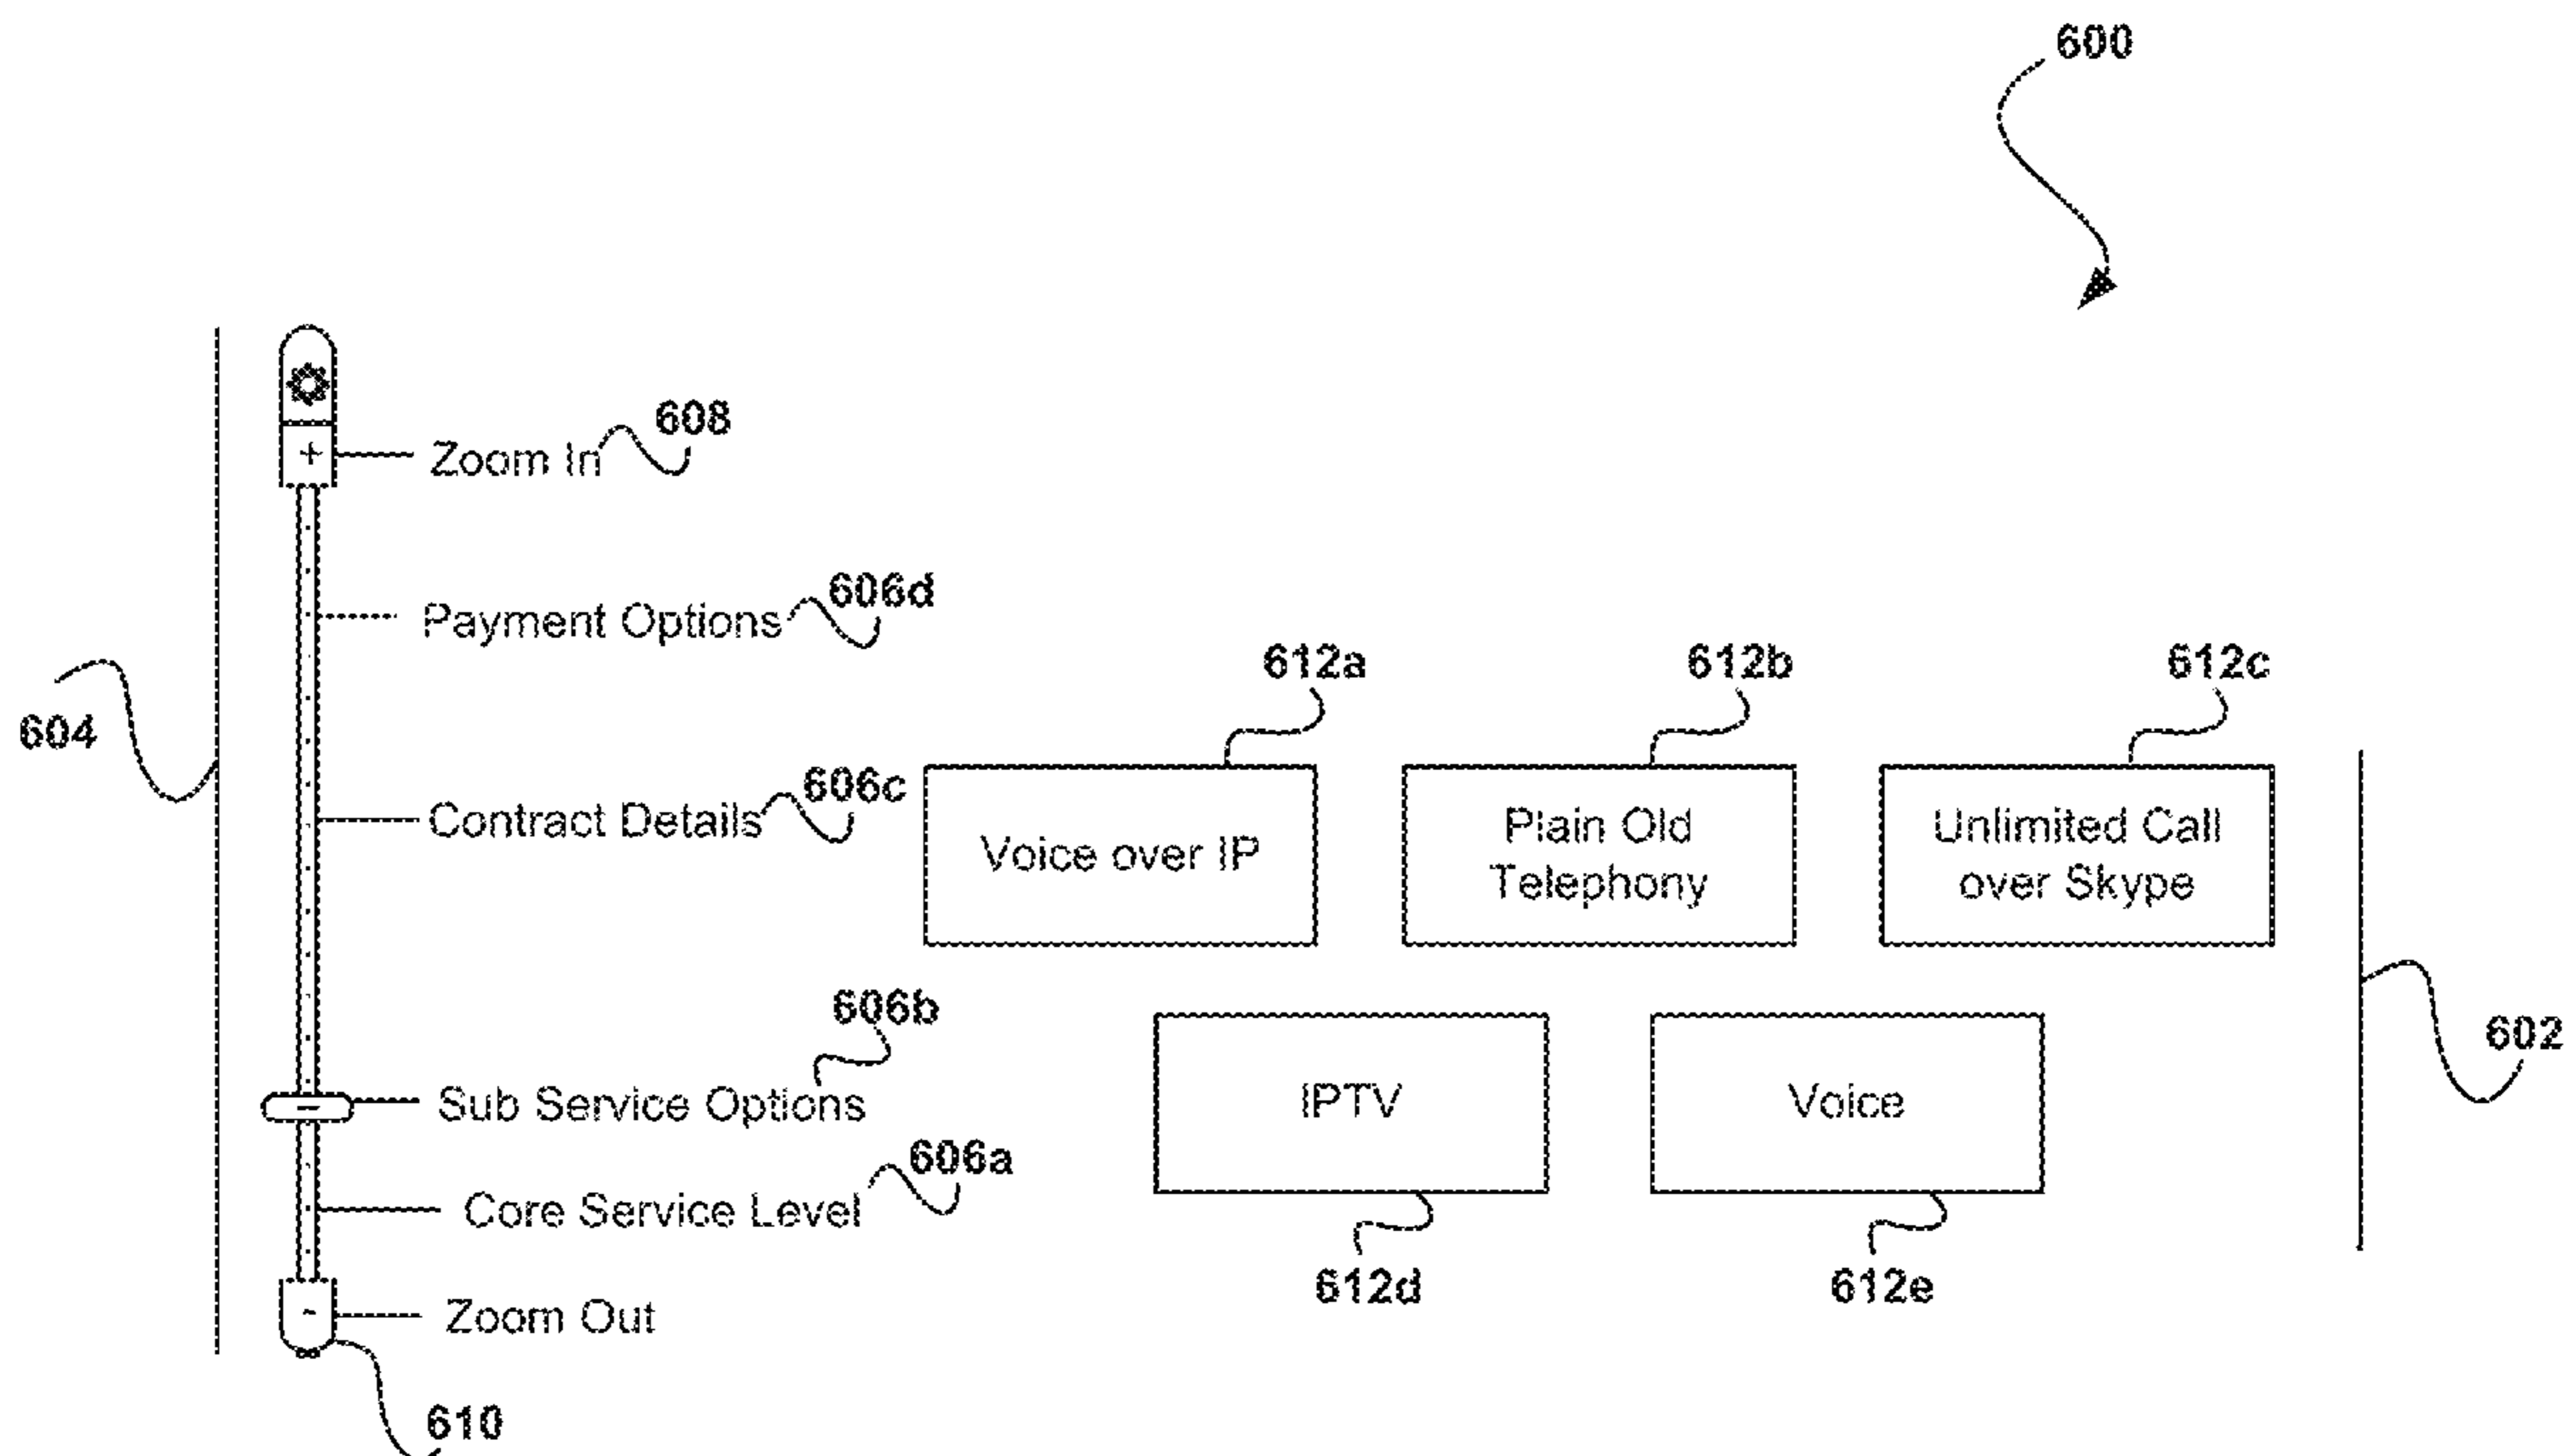 600
+
Zoom In
608
Payment Options
606d
604
Contract Details
606c
612a
612b
612c
Voice over IP
Plain Old
Telephony
Unlimited Call
over Skype
606b
Sub Service Options
606a
Core Service Level
IPTV
Voice
602
612d
612e
-
Zoom Out
610